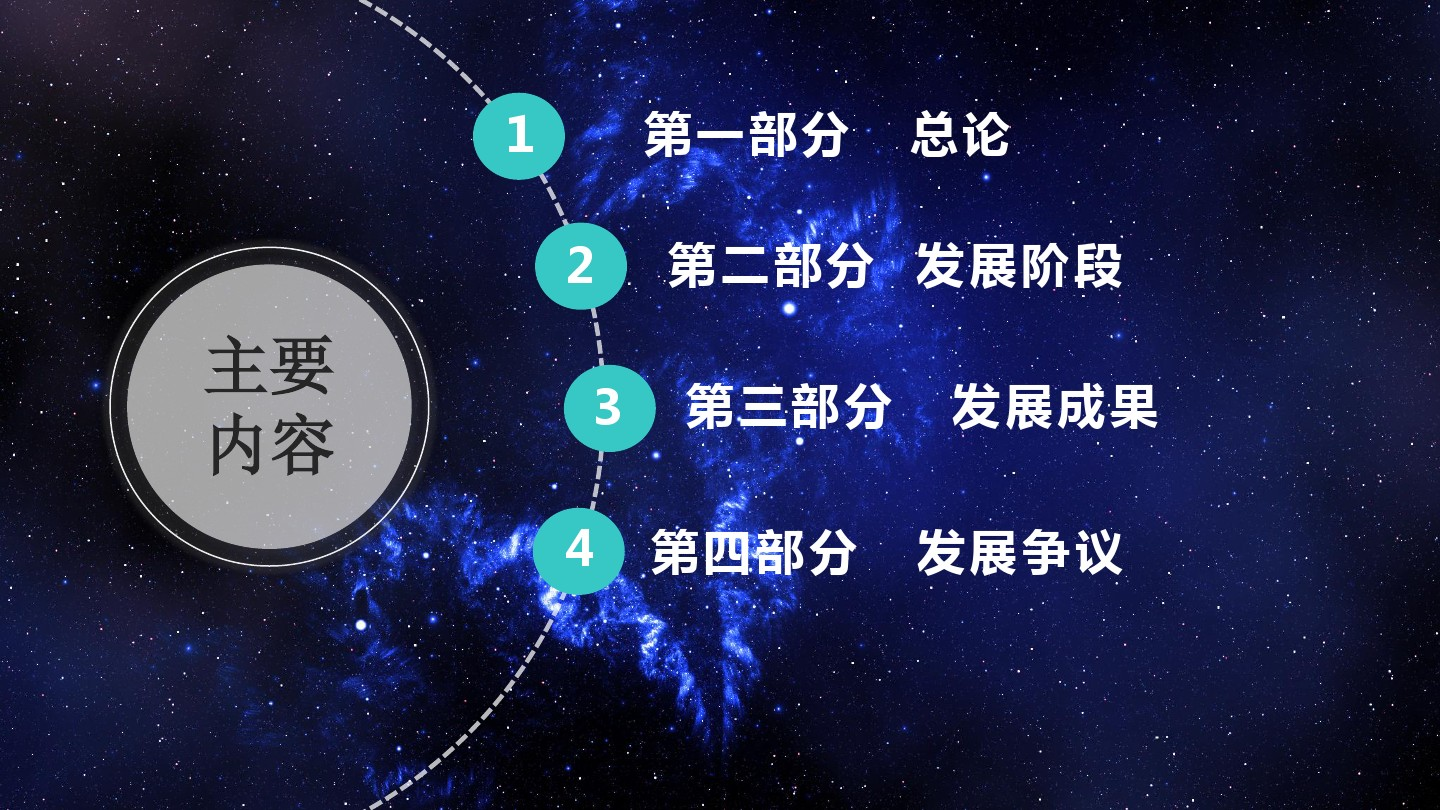 主要
内容
1 第一部分 总论
2 第二部分 发展阶段
3 第三部分 发展成果
4 第四部分 发展争议